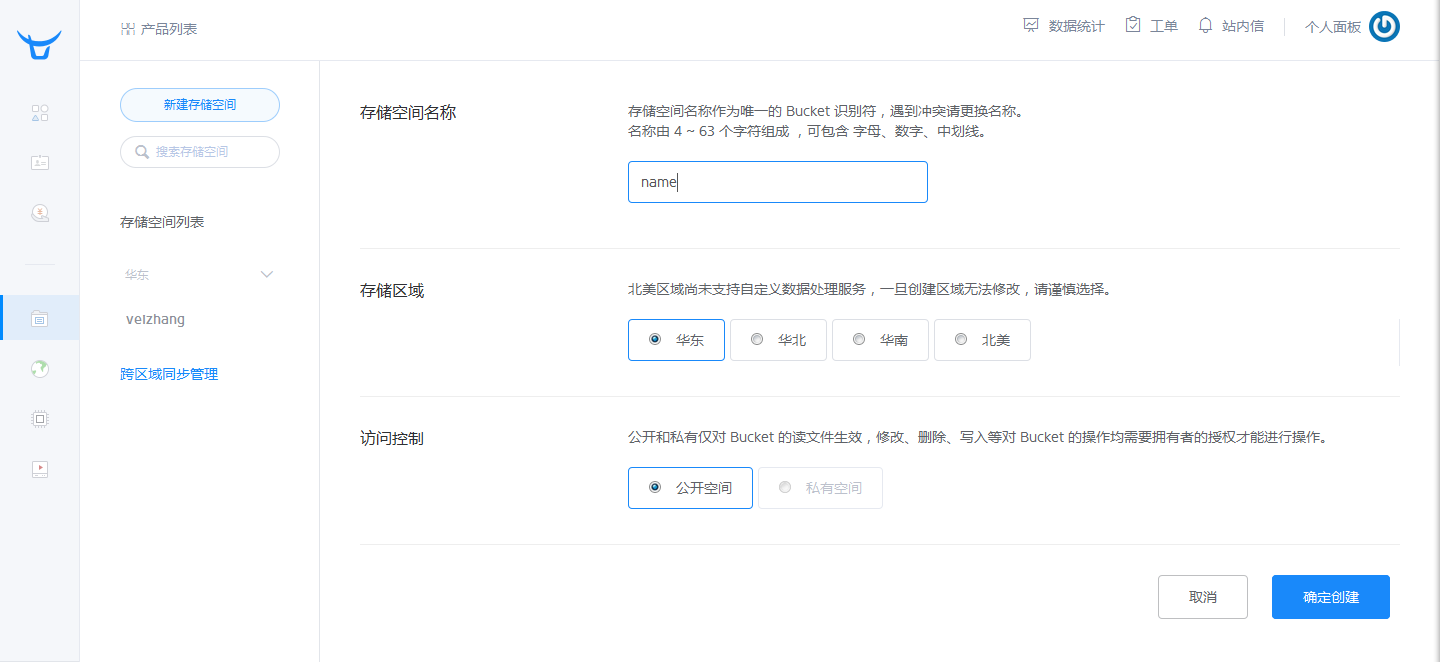 产品列表
数据统计
工单
站内信
个人面板
新建存储空间
搜索存储空间
存储空间列表
华东
veizhang
跨区域同步管理
存储空间名称
存储空间名称作为唯一的 Bucket 识别符，遇到冲突请更换名称。
名称由 4 ~ 63 个字符组成 ，可包含 字母、数字、中划线。
name
存储区域
北美区域尚未支持自定义数据处理服务，一旦创建区域无法修改，请谨慎选择。
华东
华北
华南
北美
访问控制
公开和私有仅对 Bucket 的读文件生效，修改、删除、写入等对 Bucket 的操作均需要拥有者的授权才能进行操作。
公开空间
私有空间
取消
确定创建